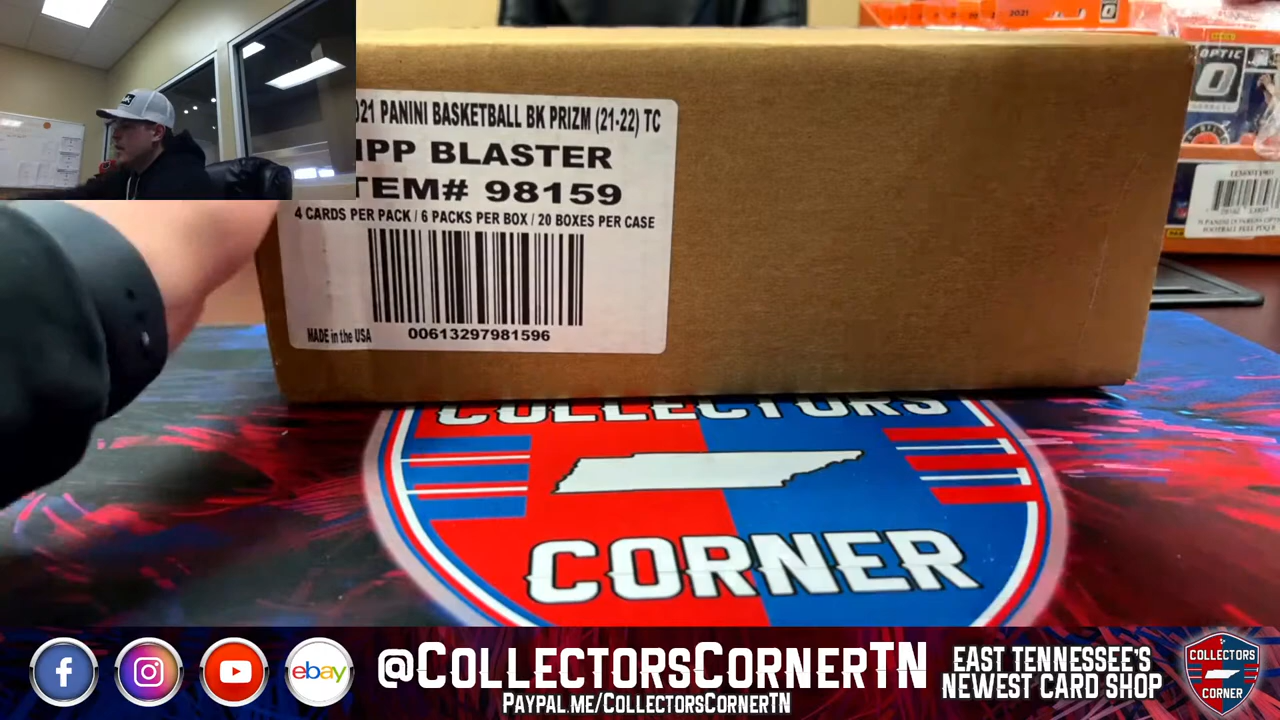 021 PANINI BASKETBALL BK PRIZM (21-22) TC
IPP BLASTER
TEM# 98159
4 CARDS PER PACK / 6 PACKS PER BOX / 20 BOXES PER CASE
MADE in the USA
00613297981596
2021
OPTIC
COLLECTORS
CORNER
ebay
@COLLECTORSCORNERTN
PAYPAL.ME/COLLECTORSCORNERTN
EAST TENNESSEE'S
NEWEST CARD SHOP
COLLECTORS
CORNER